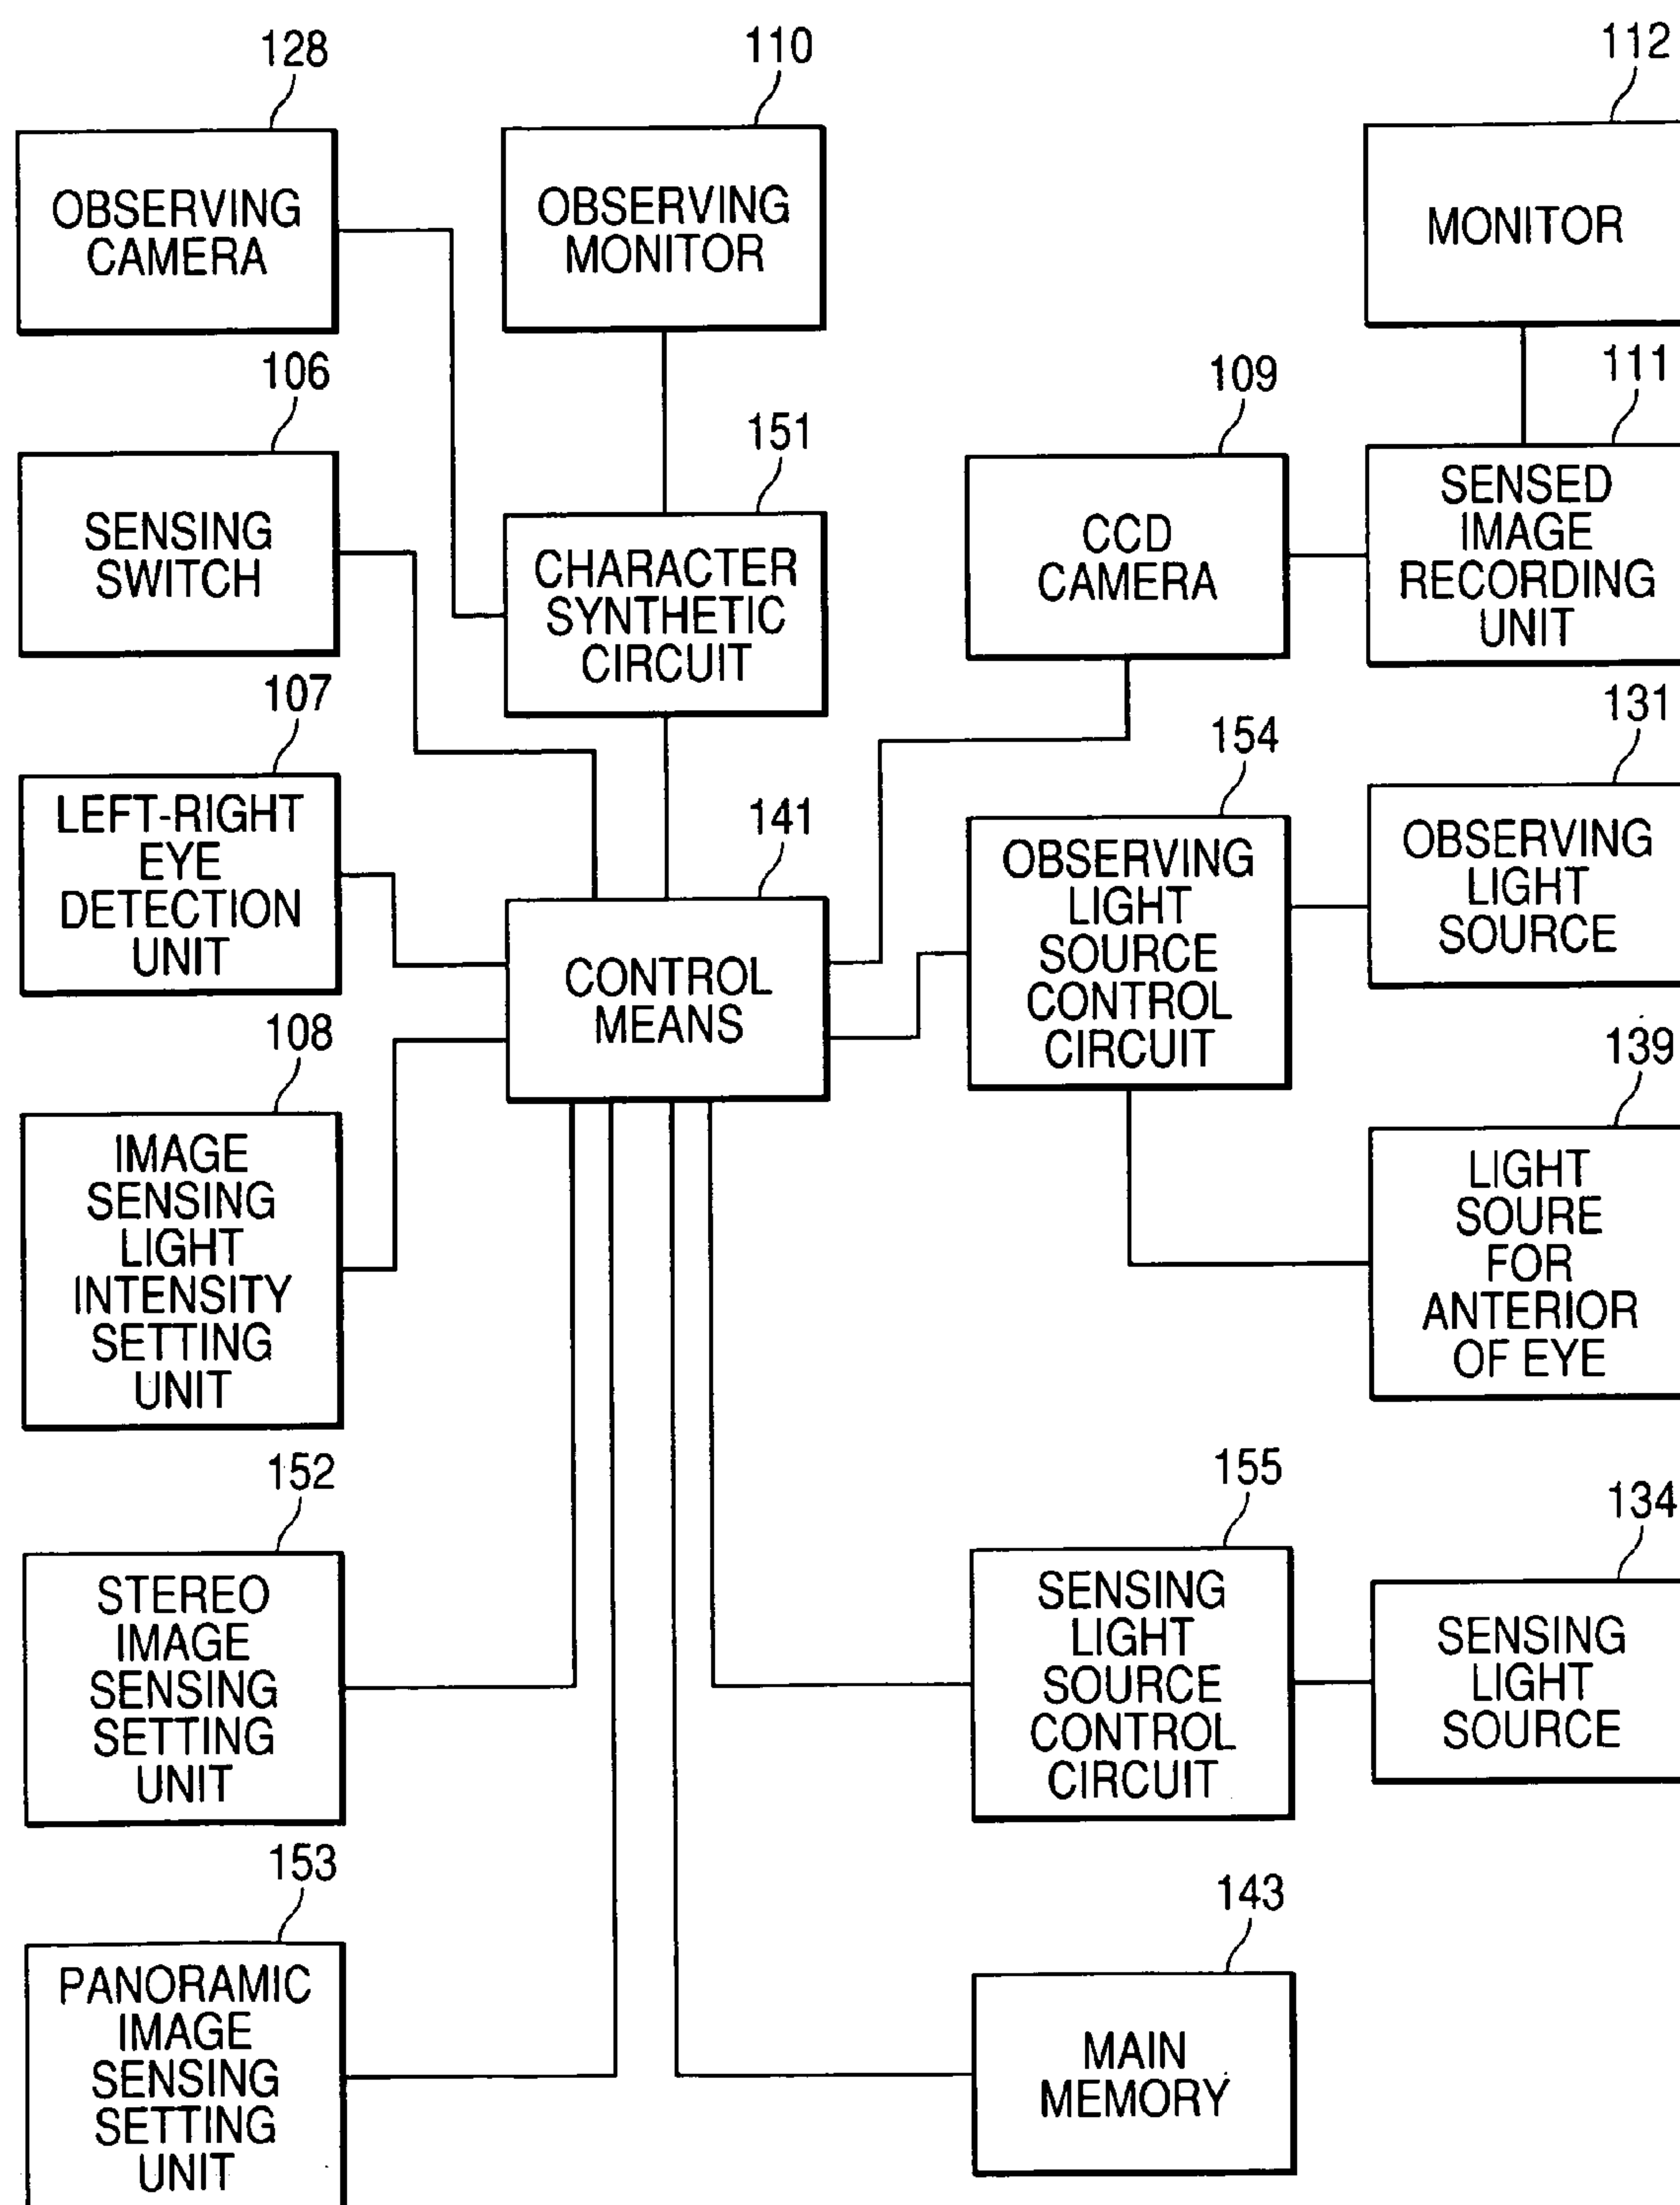 128
OBSERVING
CAMERA
110
OBSERVING
MONITOR
112
MONITOR
106
SENSING
SWITCH
151
CHARACTER
SYNTHETIC
CIRCUIT
109
CCD
CAMERA
111
SENSED
IMAGE
RECORDING
UNIT
107
LEFT-RIGHT
EYE
DETECTION
UNIT
141
CONTROL
MEANS
154
OBSERVING
LIGHT
SOURCE
CONTROL
CIRCUIT
131
OBSERVING
LIGHT
SOURCE
108
IMAGE
SENSING
LIGHT
INTENSITY
SETTING
UNIT
139
LIGHT
SOURE
FOR
ANTERIOR
OF EYE
152
STEREO
IMAGE
SENSING
SETTING
UNIT
155
SENSING
LIGHT
SOURCE
CONTROL
CIRCUIT
134
SENSING
LIGHT
SOURCE
153
PANORAMIC
IMAGE
SENSING
SETTING
UNIT
143
MAIN
MEMORY